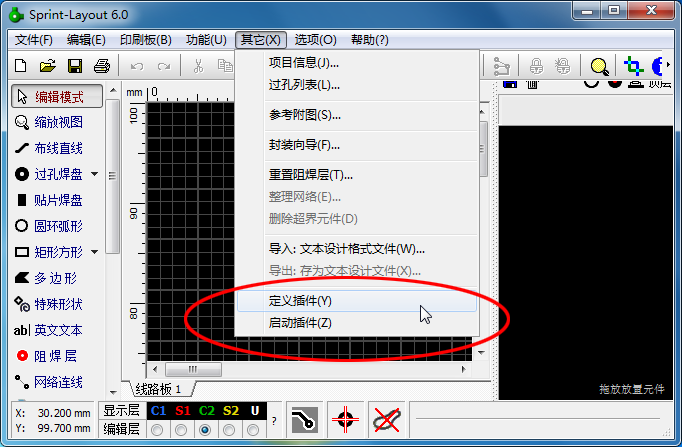 Sprint-Layout 6.0
文件(F) 编辑(E) 印刷板(B) 功能(U) 其它(X) 选项(O) 帮助(?)
项目信息(J)...
过孔列表(L)...
参考附图(S)...
封装向导(F)...
重置阻焊层(T)...
整理网络(E)...
删除超界元件(D)
导入: 文本设计格式文件(W)...
导出: 存为文本设计文件(X)...
定义插件(Y)
启动插件(Z)
编辑模式
缩放视图
布线直线
过孔焊盘
贴片焊盘
圆环弧形
矩形方形
多边形
特殊形状
ab| 英文文本
阻焊层
网络连线
mm 0
100
90
80
顶层
拖放放置元件
线路板 1
X: 30.200 mm
Y: 99.700 mm
显示层 C1 S1 C2 S2 U
编辑层
?